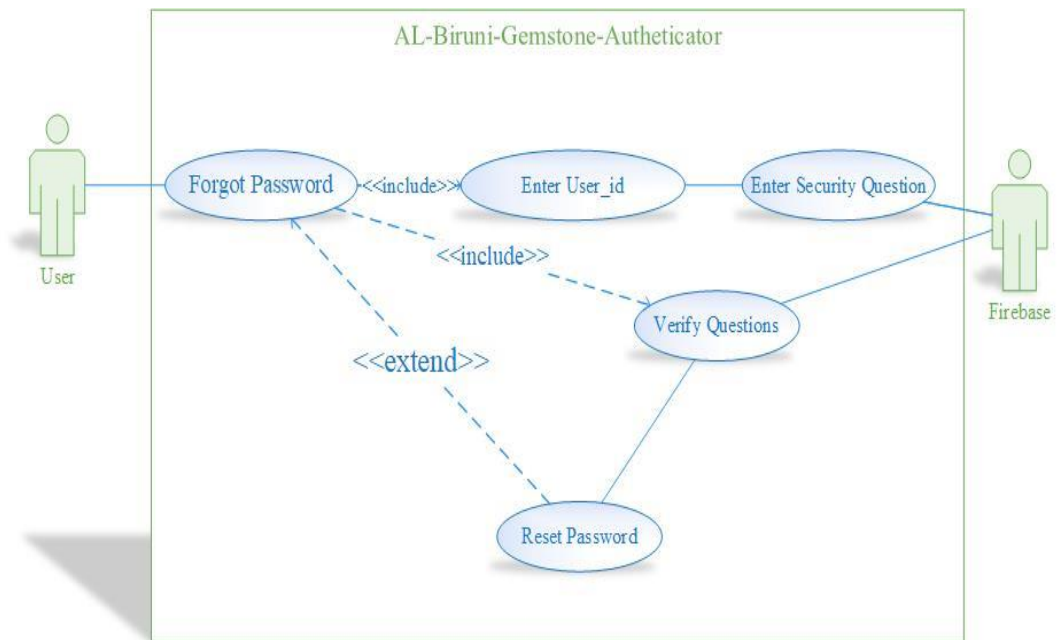 AL-Biruni-Gemstone-Autheticator
Forgot Password
<<include>>
Enter User_id
Enter Security Question
User
<<include>>
Firebase
Verify Questions
<<extend>>
Reset Password